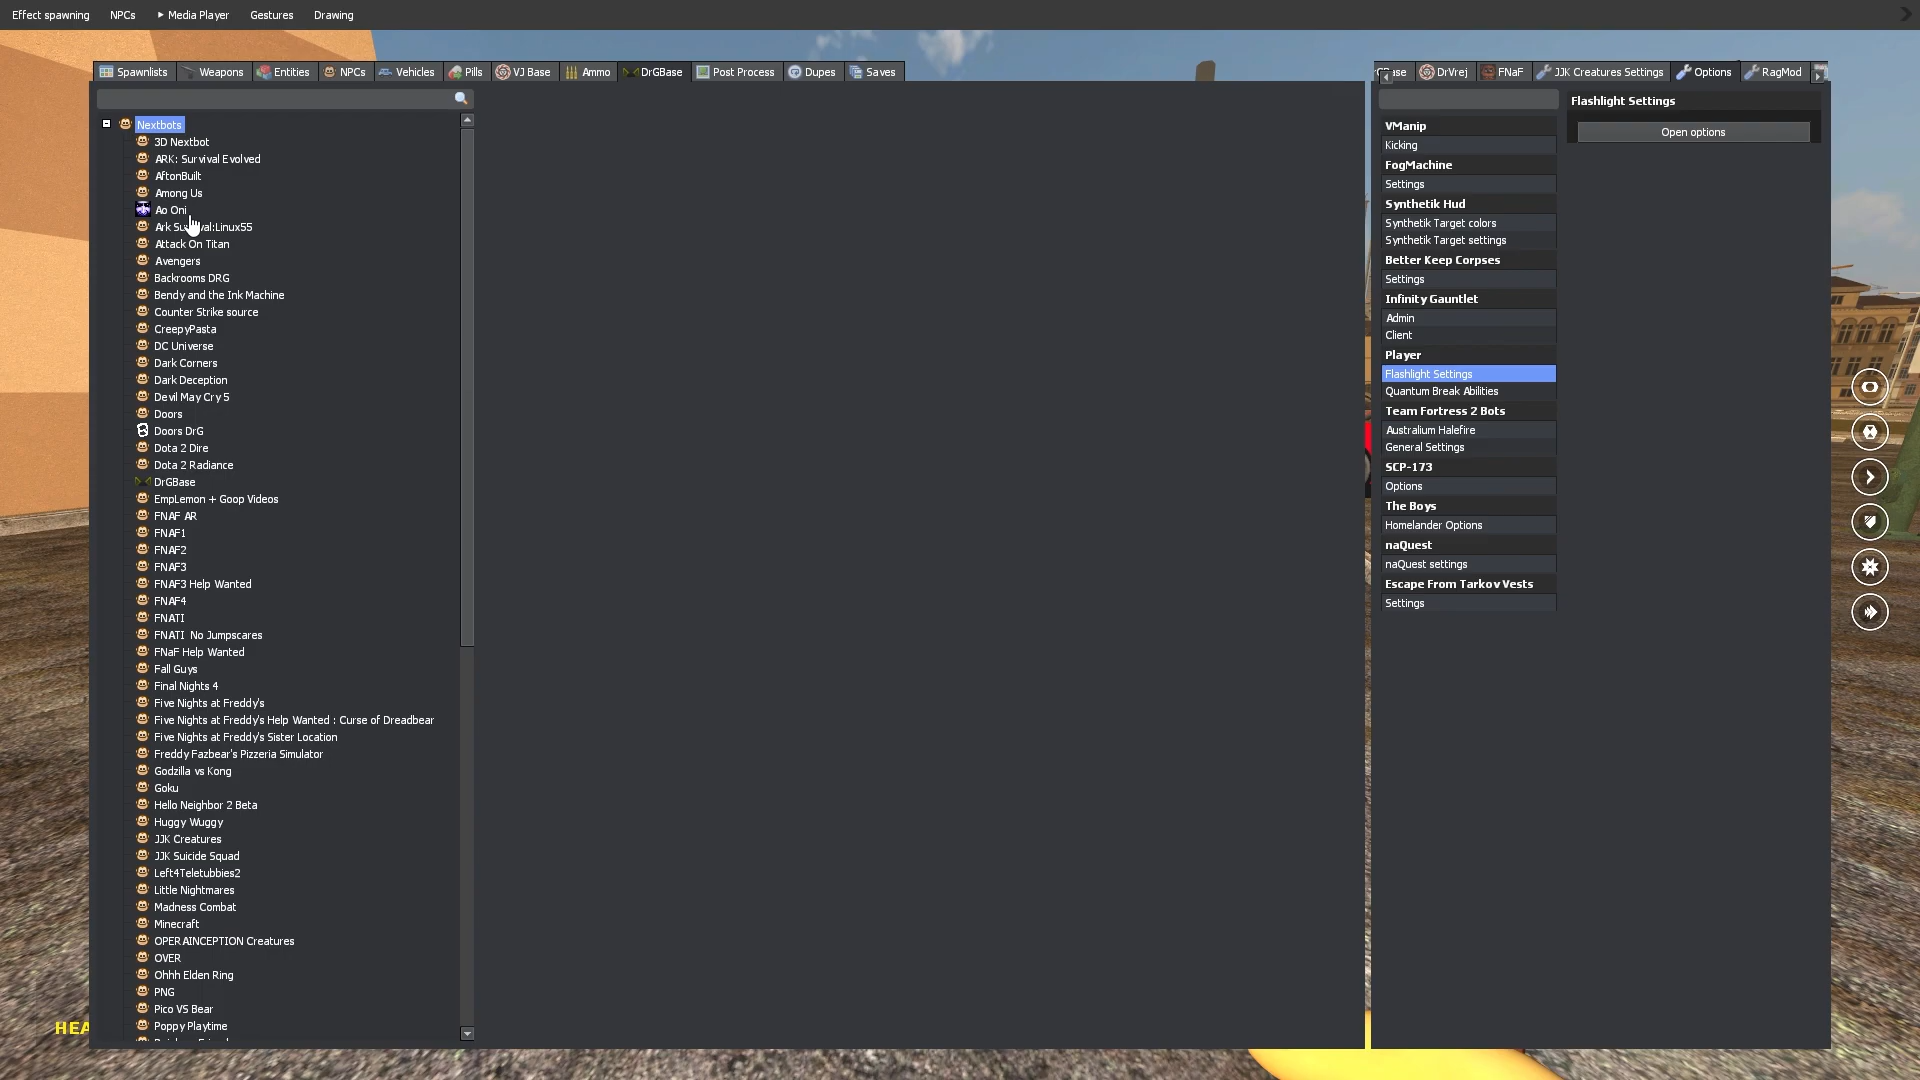 Effect spawning NPCs Media Player Gestures Drawing
Spawnlists Weapons Entities NPCs Vehicles Pills VJ Base Ammo DrGBase Post Process Dupes Saves
DrVrej FNaF JJK Creatures Settings Options RagMod
Nextbots
3D Nextbot
ARK: Survival Evolved
AftonBuilt
Among Us
Ao Oni
Attack On Titan
Avengers
Backrooms DRG
Bendy and the Ink Machine
Counter Strike source
CreepyPasta
DC Universe
Dark Corners
Dark Deception
Devil May Cry 5
Doors
Doors DrG
Dota 2 Dire
Dota 2 Radiance
DrGBase
EmpLemon + Goop Videos
FNAF AR
FNAF1
FNAF2
FNAF3
FNAF3 Help Wanted
FNAF4
FNATI
FNATI No Jumpscares
FNaF Help Wanted
Fall Guys
Final Nights 4
Five Nights at Freddy's
Five Nights at Freddy's Help Wanted : Curse of Dreadbear
Five Nights at Freddy's Sister Location
Freddy Fazbear's Pizzeria Simulator
Godzilla vs Kong
Goku
Hello Neighbor 2 Beta
Huggy Wuggy
JJK Creatures
JJK Suicide Squad
Left4Teletubbies2
Little Nightmares
Madness Combat
Minecraft
OPERAINCEPTION Creatures
OVER
Ohhh Elden Ring
PNG
Pico VS Bear
Poppy Playtime
HEA
VManip
Kicking
FogMachine
Settings
Synthetik Hud
Synthetik Target colors
Synthetik Target settings
Better Keep Corpses
Settings
Infinity Gauntlet
Admin
Client
Player
Flashlight Settings
Quantum Break Abilities
Team Fortress 2 Bots
Australium Halefire
General Settings
SCP-173
Options
The Boys
Homelander Options
naQuest
naQuest settings
Escape From Tarkov Vests
Settings
Flashlight Settings
Open options